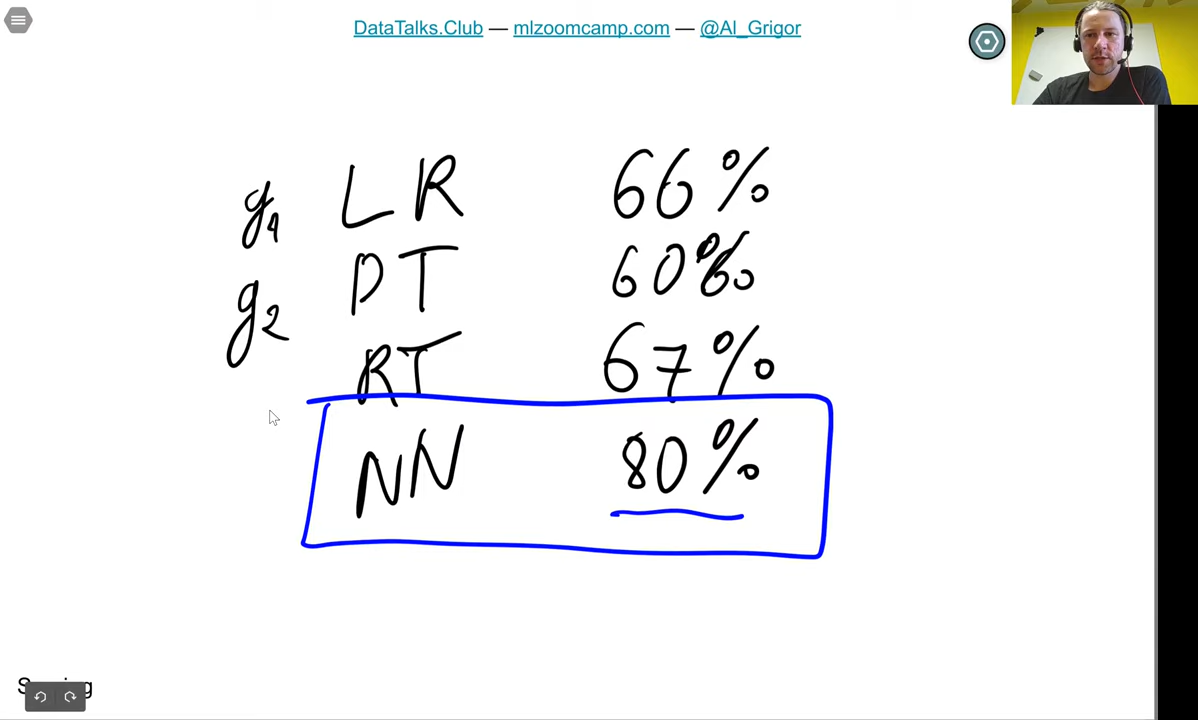 DataTalks.Club — mlzoomcamp.com — @Al_Grigor
g1 LR 66%
DT 60%
g2
RT 67%
NN 80%